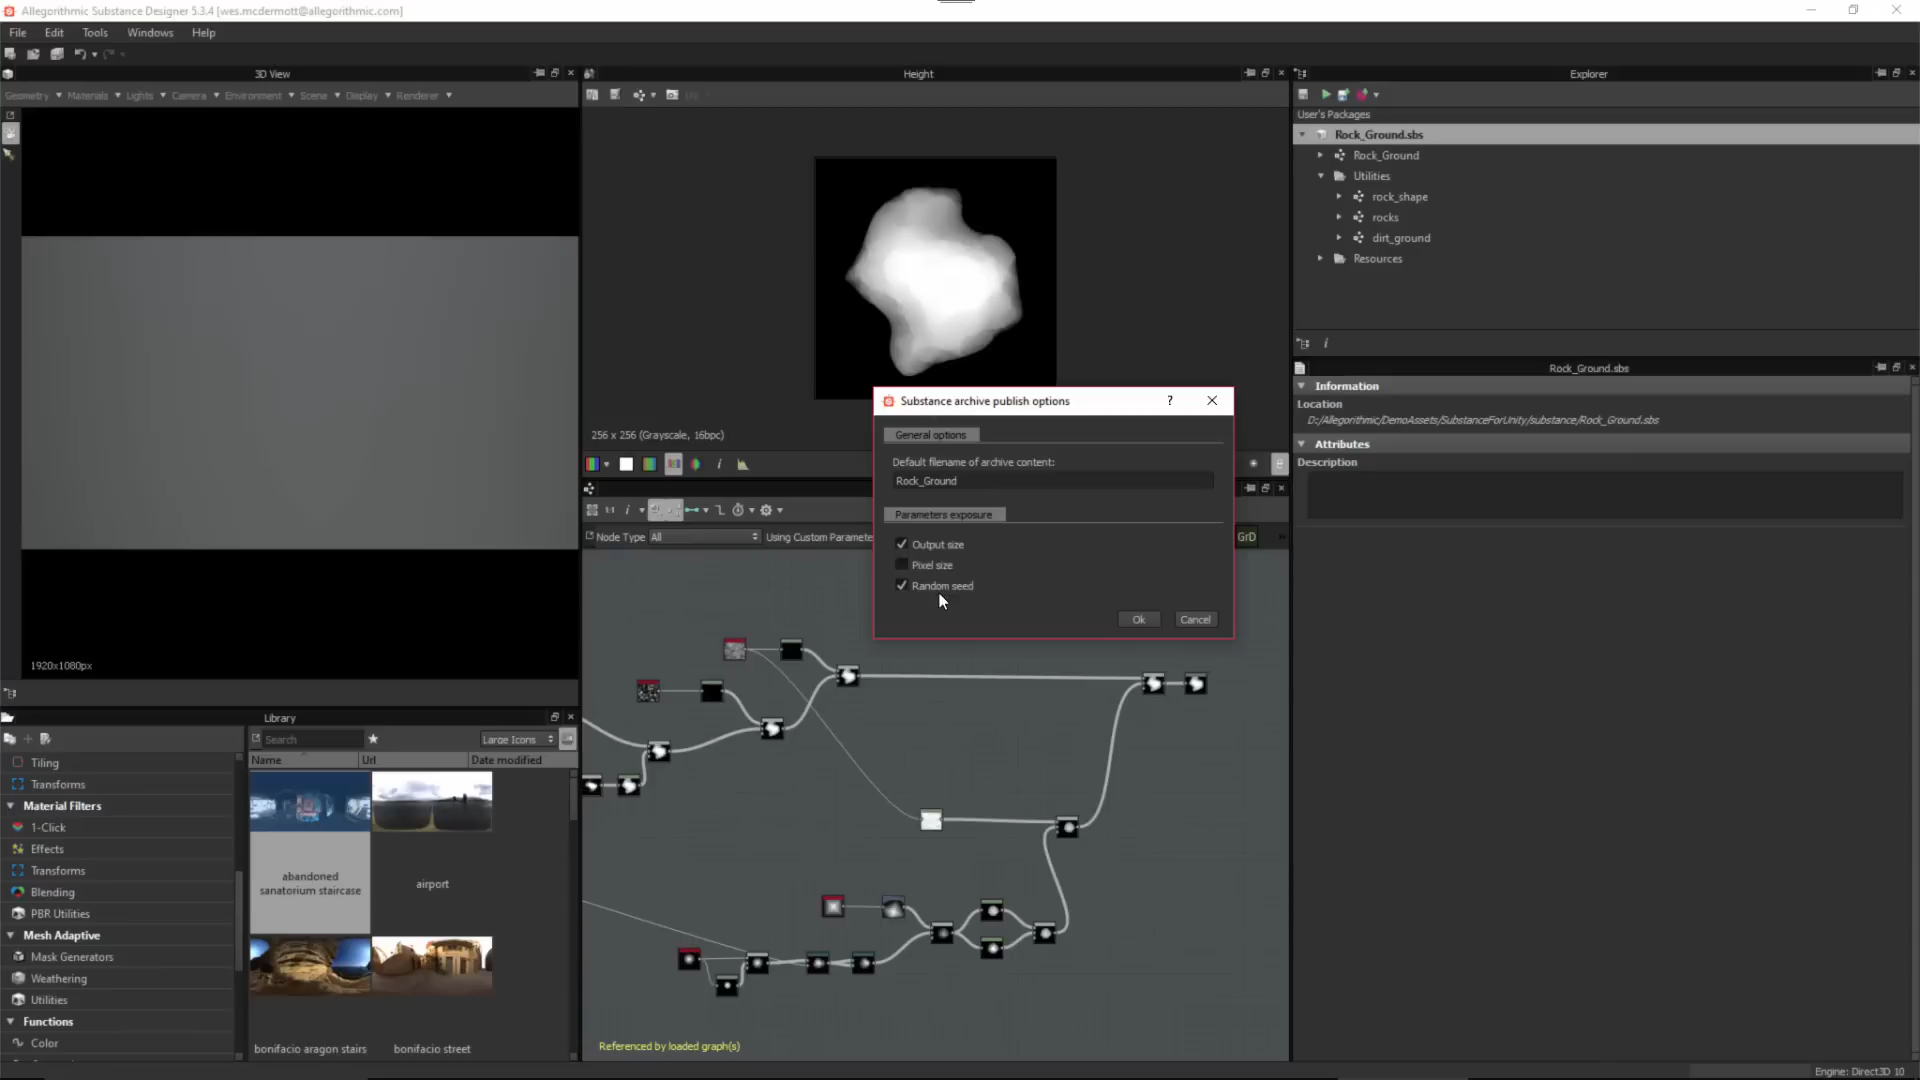 Allegorithmic Substance Designer 5.3.4 [wes.mcdermott@allegorithmic.com]
File Edit Tools Windows Help
3D View
Geometry Materials Lights Camera Environment Scene Display Renderer
1920x1080px
Height
256 x 256 (Grayscale, 16bpc)
Node Type All Using Custom Paramete
GrD
Referenced by loaded graph(s)
Substance archive publish options
?
General options
Default filename of archive content:
Rock_Ground
Parameters exposure
Output size
Pixel size
Random seed
Ok Cancel
Explorer
User's Packages
Rock_Ground.sbs
Rock_Ground
Utilities
rock_shape
rocks
dirt_ground
Resources
Rock_Ground.sbs
Information
Location
D:/Allegorithmic/DemoAssets/SubstanceForUnity/substance/Rock_Ground.sbs
Attributes
Description
Library
Search
Large Icons
Name Url Date modified
Tiling
Transforms
Material Filters
1-Click
Effects
Transforms
Blending
PBR Utilities
Mesh Adaptive
Mask Generators
Weathering
Utilities
Functions
Color
abandoned
sanatorium staircase
airport
bonifacio aragon stairs
bonifacio street
Engine: Direct3D 10